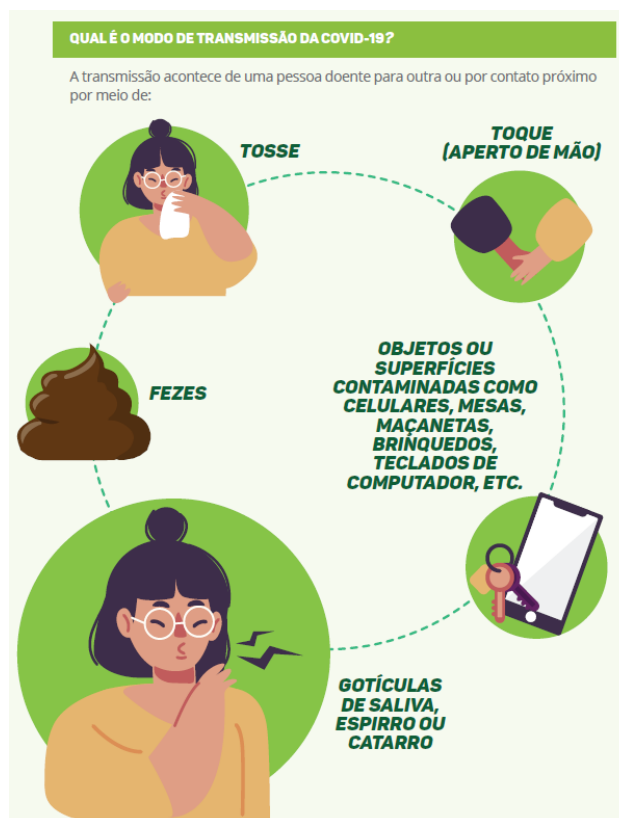 QUAL É O MODO DE TRANSMISSÃO DA COVID-19?
A transmissão acontece de uma pessoa doente para outra ou por contato próximo
por meio de:
TOSSE
TOQUE
(APERTO DE MÃO)
OBJETOS OU
SUPERFÍCIES
CONTAMINADAS COMO
CELULARES, MESAS,
MAÇANETAS,
BRINQUEDOS,
TECLADOS DE
COMPUTADOR, ETC.
FEZES
GOTÍCULAS
DE SALIVA,
ESPIRRO OU
CATARRO